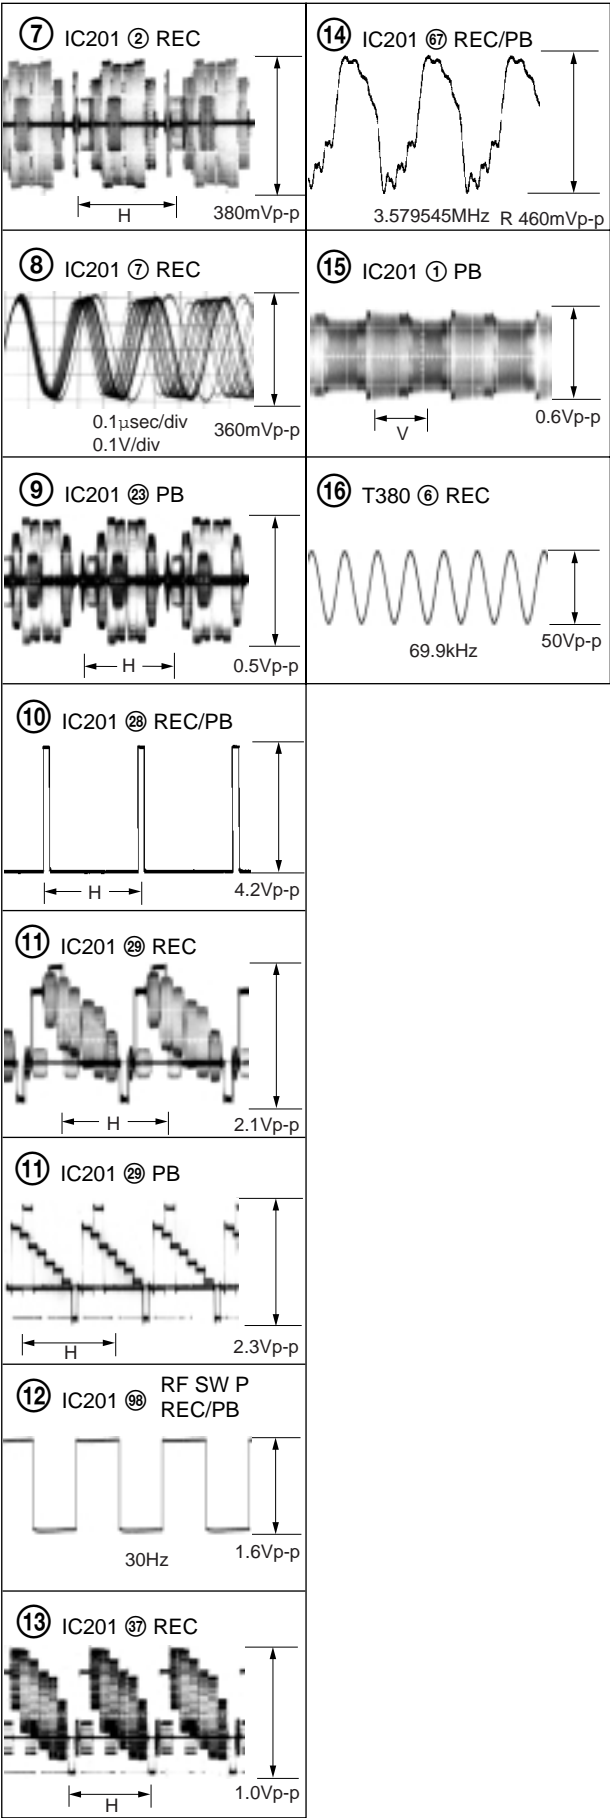 ⑦ IC201 ② REC
H
380mVp-p
⑧ IC201 ⑦ REC
0.1μsec/div
0.1V/div
360mVp-p
⑨ IC201 ㉓ PB
H
0.5Vp-p
⑩ IC201 ㉘ REC/PB
H
4.2Vp-p
⑪ IC201 ㉙ REC
H
2.1Vp-p
⑪ IC201 ㉙ PB
H
2.3Vp-p
⑫ IC201 98 RF SW P
REC/PB
30Hz
1.6Vp-p
⑬ IC201 ㊲ REC
H
1.0Vp-p
⑭ IC201 67 REC/PB
3.579545MHz
R 460mVp-p
⑮ IC201 ① PB
V
0.6Vp-p
⑯ T380 ⑥ REC
69.9kHz
50Vp-p